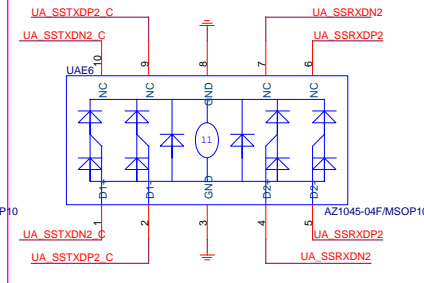 UA_SSTXDP2_C
UA_SSRXDN2
UA_SSTXDN2_C
UA_SSRXDP2
10
9
8
7
6
UAE6
NC
NC
GND
NC
NC
11
D1+
D1-
GND
D2+
D2-
P10
AZ1045-04F/MSOP10
1
2
3
4
5
UA_SSTXDN2_C
UA_SSRXDP2
UA_SSTXDP2_C
UA_SSRXDN2